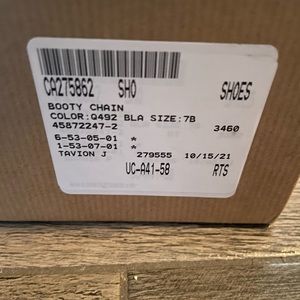 CA275862 SHO SHOES
BOOTY CHAIN
COLOR:Q492 BLA SIZE:7B
45872247-2 3460
6-53-05-01 *
1-53-07-01 *
TAVION J 279555 10/15/21
UC-A41-58 RTS